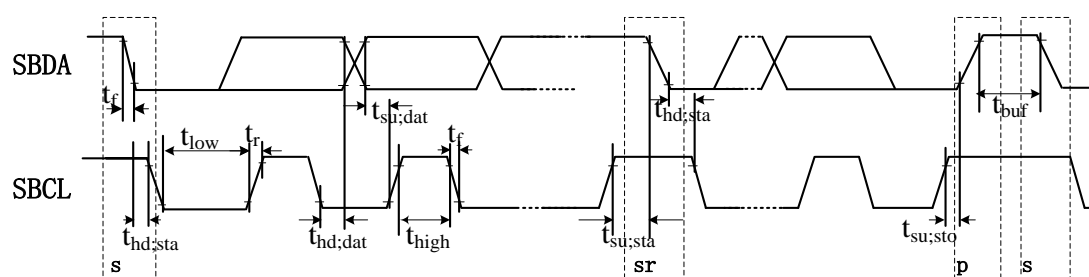 SBDA
t_f
t_su;dat
t_hd;sta
t_buf
t_low
t_r
t_f
SBCL
t_hd;sta
t_hd;dat
t_high
t_su;sta
t_su;sto
s
sr
p
s